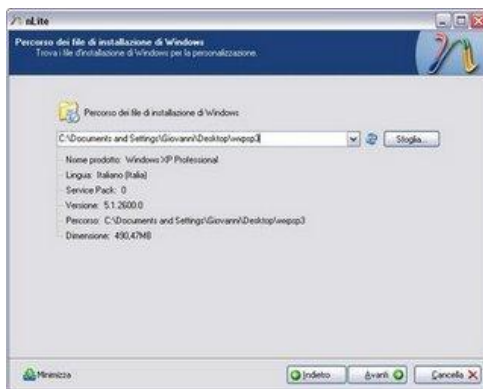 nLite
Percorso dei file di installazione di Windows
Trova i file d'installazione di Windows per la personalizzazione.
Percorso dei file di installazione di Windows
C:\Documents and Settings\Giovanni\Desktop\wxpsp3
Sfoglia...
Nome prodotto: Windows XP Professional
Lingua: Italiano (Italia)
Service Pack: 0
Versione: 5.1.2600.0
Percorso: C:\Documents and Settings\Giovanni\Desktop\wxpsp3
Dimensione: 490,47MB
Minimizza
Indietro
Avanti
Cancella